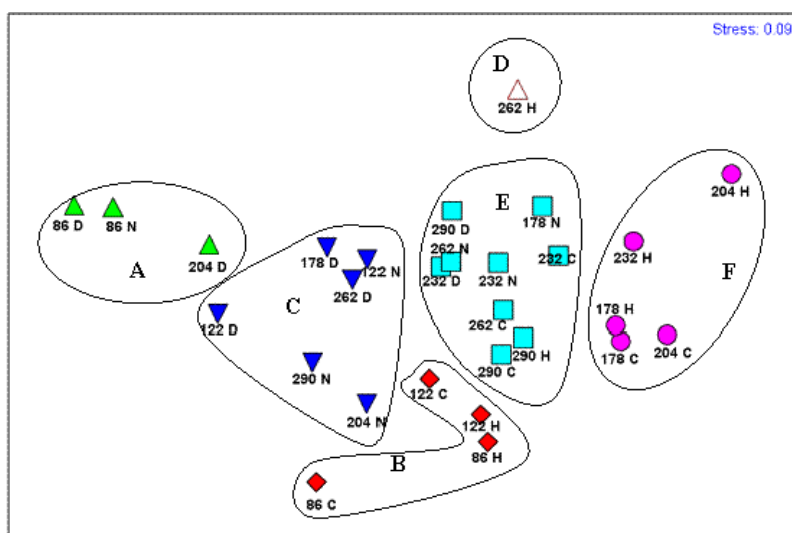 Stress: 0.09
D
262 H
204 H
E
178 N
290 D
86 D
86 N
262 N
232 C
232 H
204 D
178 D
122 N
A
232 D
232 N
F
262 D
C
122 D
262 C
178 H
290 H
178 C
204 C
290 N
290 C
122 C
204 N
122 H
86 H
B
86 C